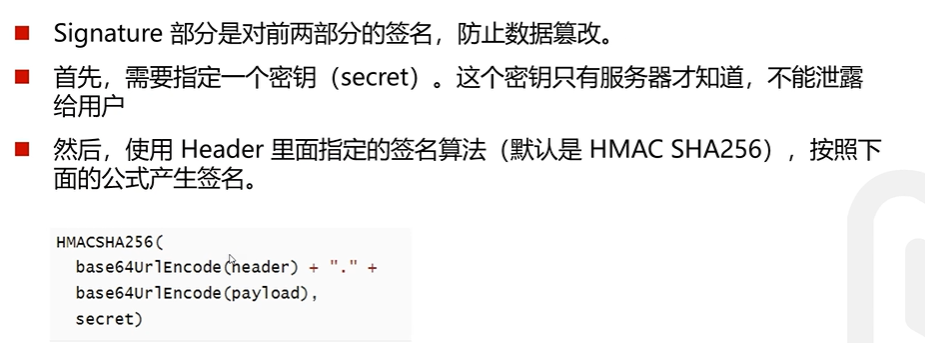 Signature 部分是对前两部分的签名，防止数据篡改。
首先，需要指定一个密钥（secret）。这个密钥只有服务器才知道，不能泄露
给用户
然后，使用 Header 里面指定的签名算法（默认是 HMAC SHA256），按照下
面的公式产生签名。
HMACSHA256(
base64UrlEncode(header) + "." +
base64UrlEncode(payload),
secret)